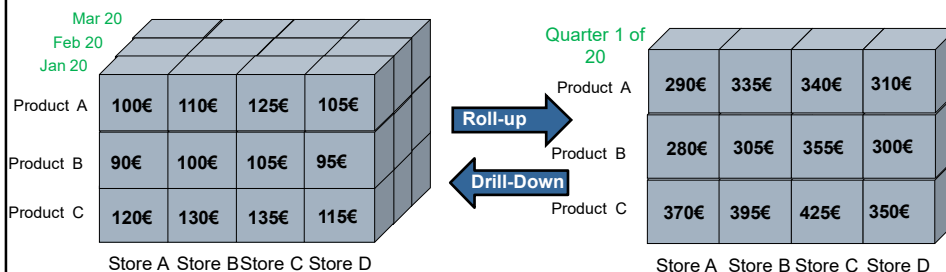 Mar 20
Feb 20
Jan 20
Product A
100€ 110€ 125€ 105€
Product B
90€ 100€ 105€ 95€
Product C
120€ 130€ 135€ 115€
Store A Store B Store C Store D
Roll-up
Drill-Down
Quarter 1 of
20
Product A
290€ 335€ 340€ 310€
Product B
280€ 305€ 355€ 300€
Product C
370€ 395€ 425€ 350€
Store A Store B Store C Store D